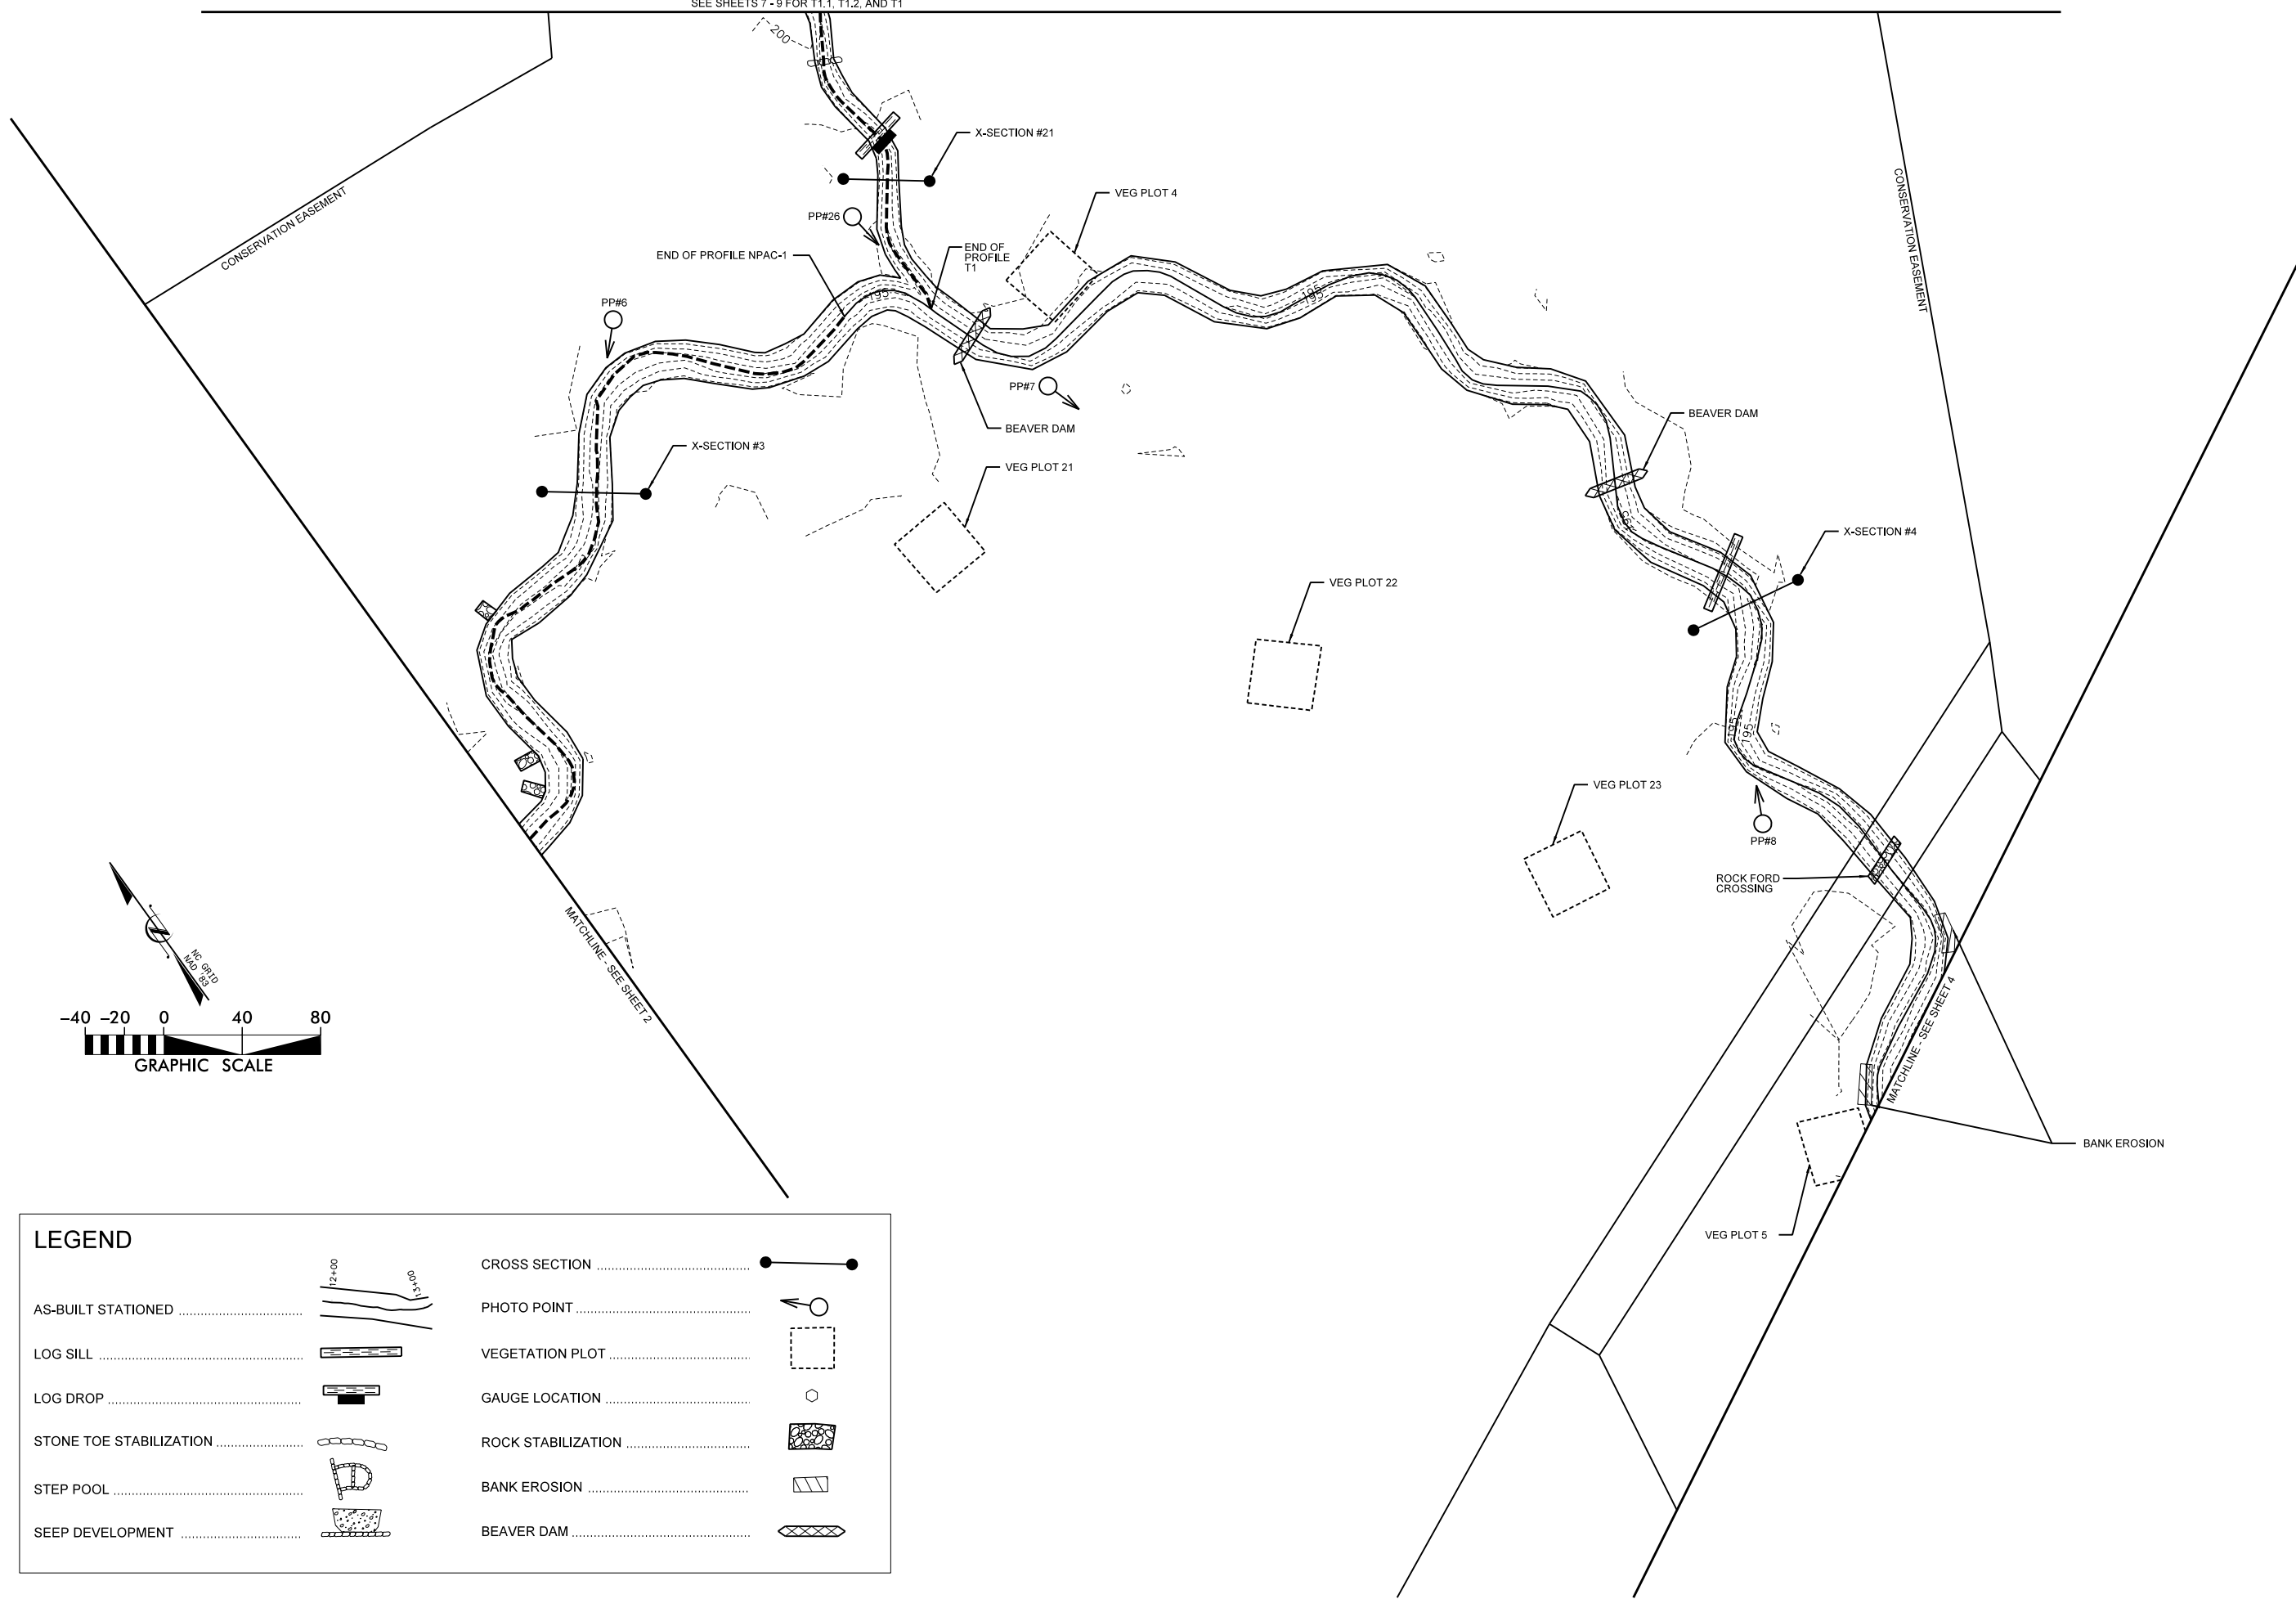 SEE SHEETS 7 - 9 FOR T1.1, T1.2, AND T1
200
X-SECTION #21
CONSERVATION EASEMENT
CONSERVATION EASEMENT
VEG PLOT 4
PP#26
END OF PROFILE NPAC-1
END OF
PROFILE
T1
195
195
195
PP#6
PP#7
BEAVER DAM
BEAVER DAM
X-SECTION #3
VEG PLOT 21
195
X-SECTION #4
VEG PLOT 22
195
195
VEG PLOT 23
PP#8
ROCK FORD
CROSSING
MATCHLINE - SEE SHEET 2
MATCHLINE - SEE SHEET 4
NC GRID
NAD '83
-40 -20 0 40 80
GRAPHIC SCALE
BANK EROSION
VEG PLOT 5
LEGEND
AS-BUILT STATIONED
12+00
13+00
LOG SILL
LOG DROP
STONE TOE STABILIZATION
STEP POOL
SEEP DEVELOPMENT
CROSS SECTION
PHOTO POINT
VEGETATION PLOT
GAUGE LOCATION
ROCK STABILIZATION
BANK EROSION
BEAVER DAM